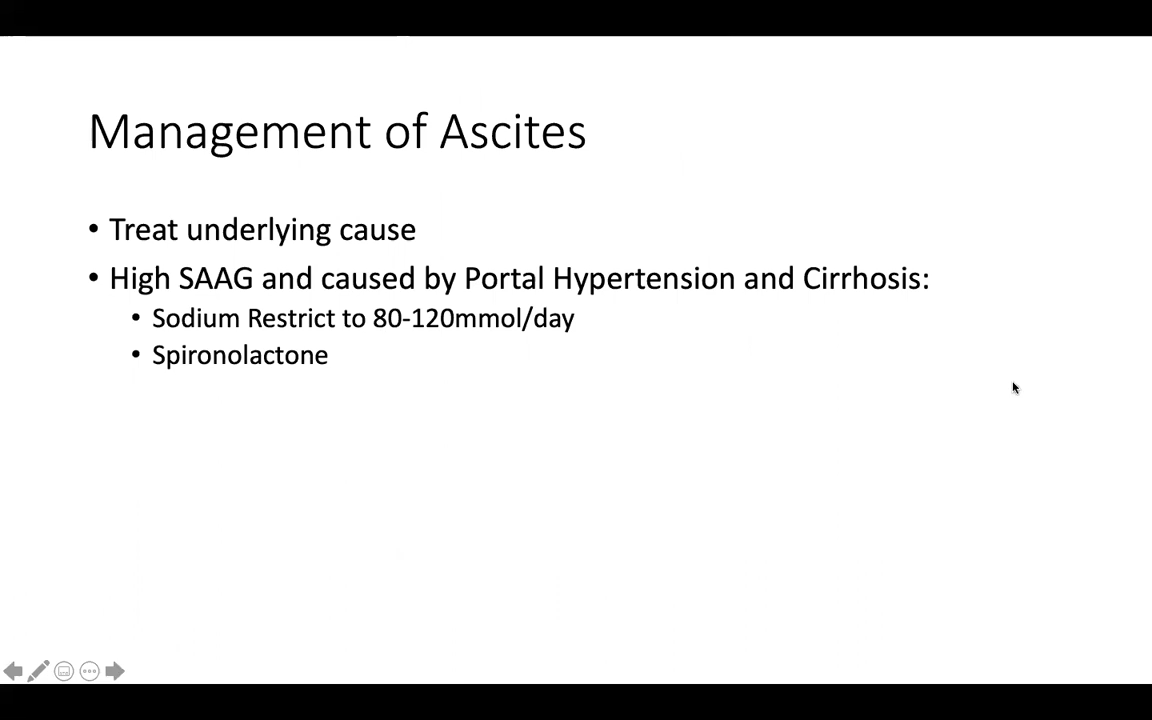 Management of Ascites
• Treat underlying cause
• High SAAG and caused by Portal Hypertension and Cirrhosis:
• Sodium Restrict to 80-120mmol/day
• Spironolactone